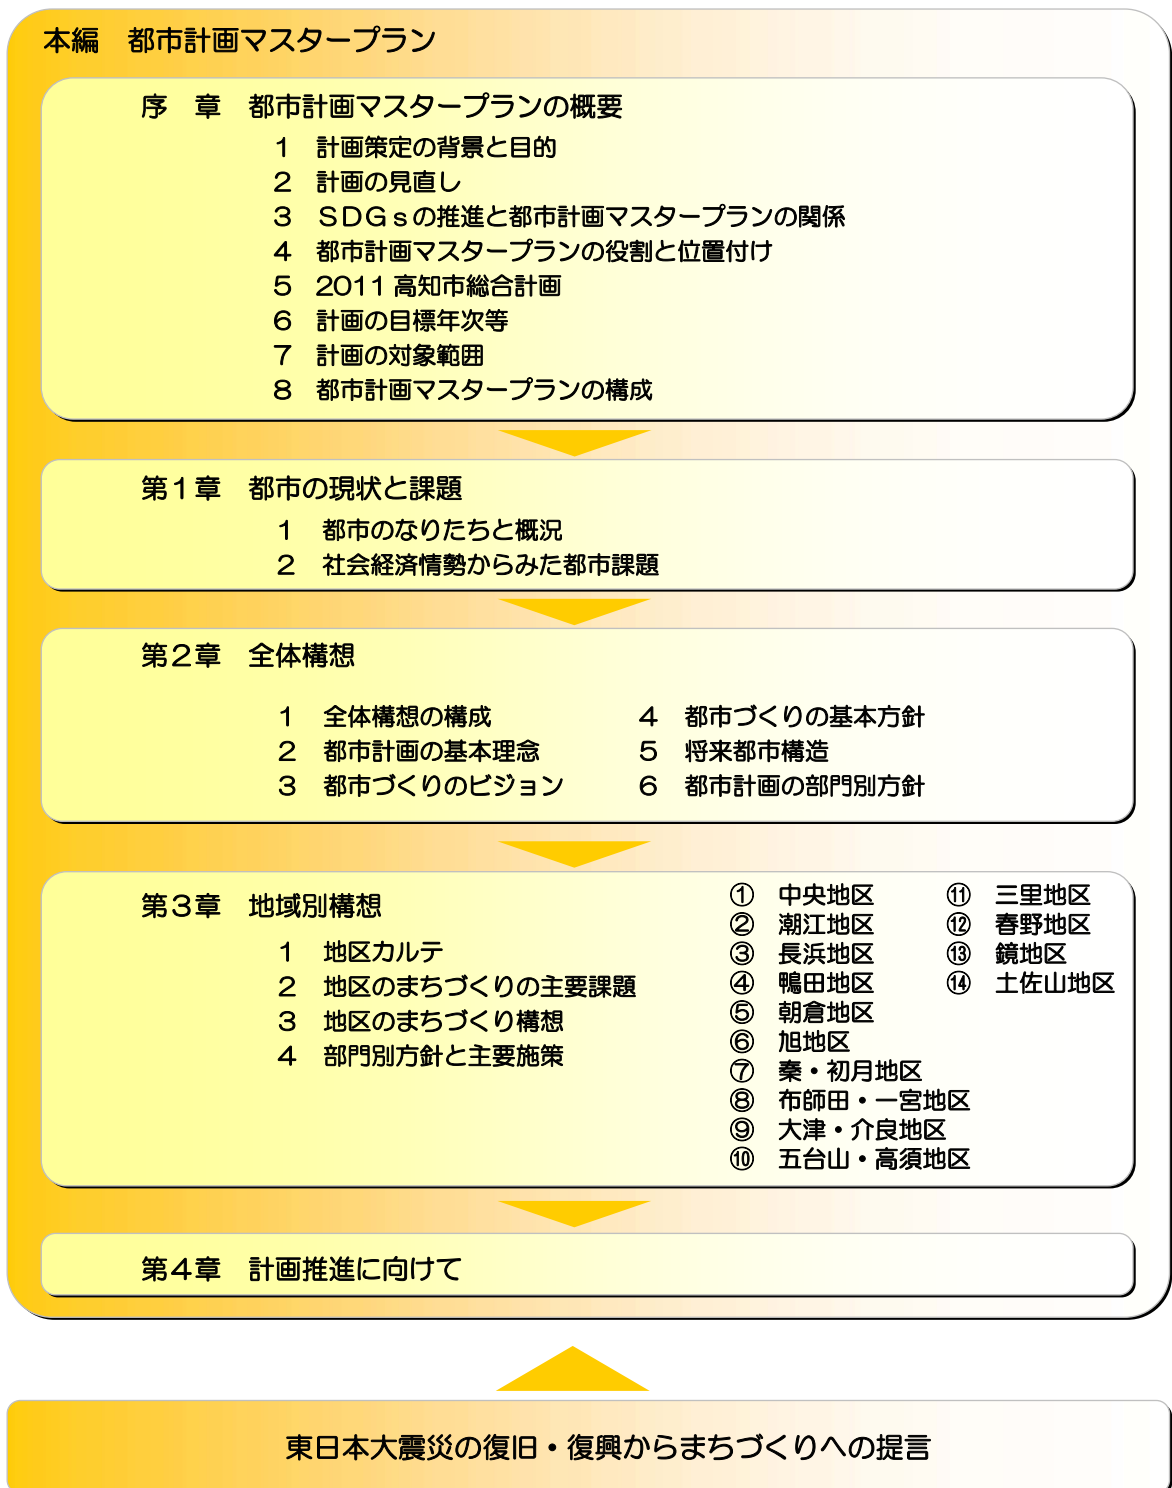 本編　都市計画マスタープラン
序　章　都市計画マスタープランの概要
１　計画策定の背景と目的
２　計画の見直し
３　ＳＤＧｓの推進と都市計画マスタープランの関係
４　都市計画マスタープランの役割と位置付け
５　2011 高知市総合計画
６　計画の目標年次等
７　計画の対象範囲
８　都市計画マスタープランの構成
第１章　都市の現状と課題
１　都市のなりたちと概況
２　社会経済情勢からみた都市課題
第２章　全体構想
１　全体構想の構成
２　都市計画の基本理念
３　都市づくりのビジョン
４　都市づくりの基本方針
５　将来都市構造
６　都市計画の部門別方針
第３章　地域別構想
１　地区カルテ
２　地区のまちづくりの主要課題
３　地区のまちづくり構想
４　部門別方針と主要施策
①　中央地区
②　潮江地区
③　長浜地区
④　鴨田地区
⑤　朝倉地区
⑥　旭地区
⑦　秦・初月地区
⑧　布師田・一宮地区
⑨　大津・介良地区
⑩　五台山・高須地区
⑪　三里地区
⑫　春野地区
⑬　鏡地区
⑭　土佐山地区
第４章　計画推進に向けて
東日本大震災の復旧・復興からまちづくりへの提言